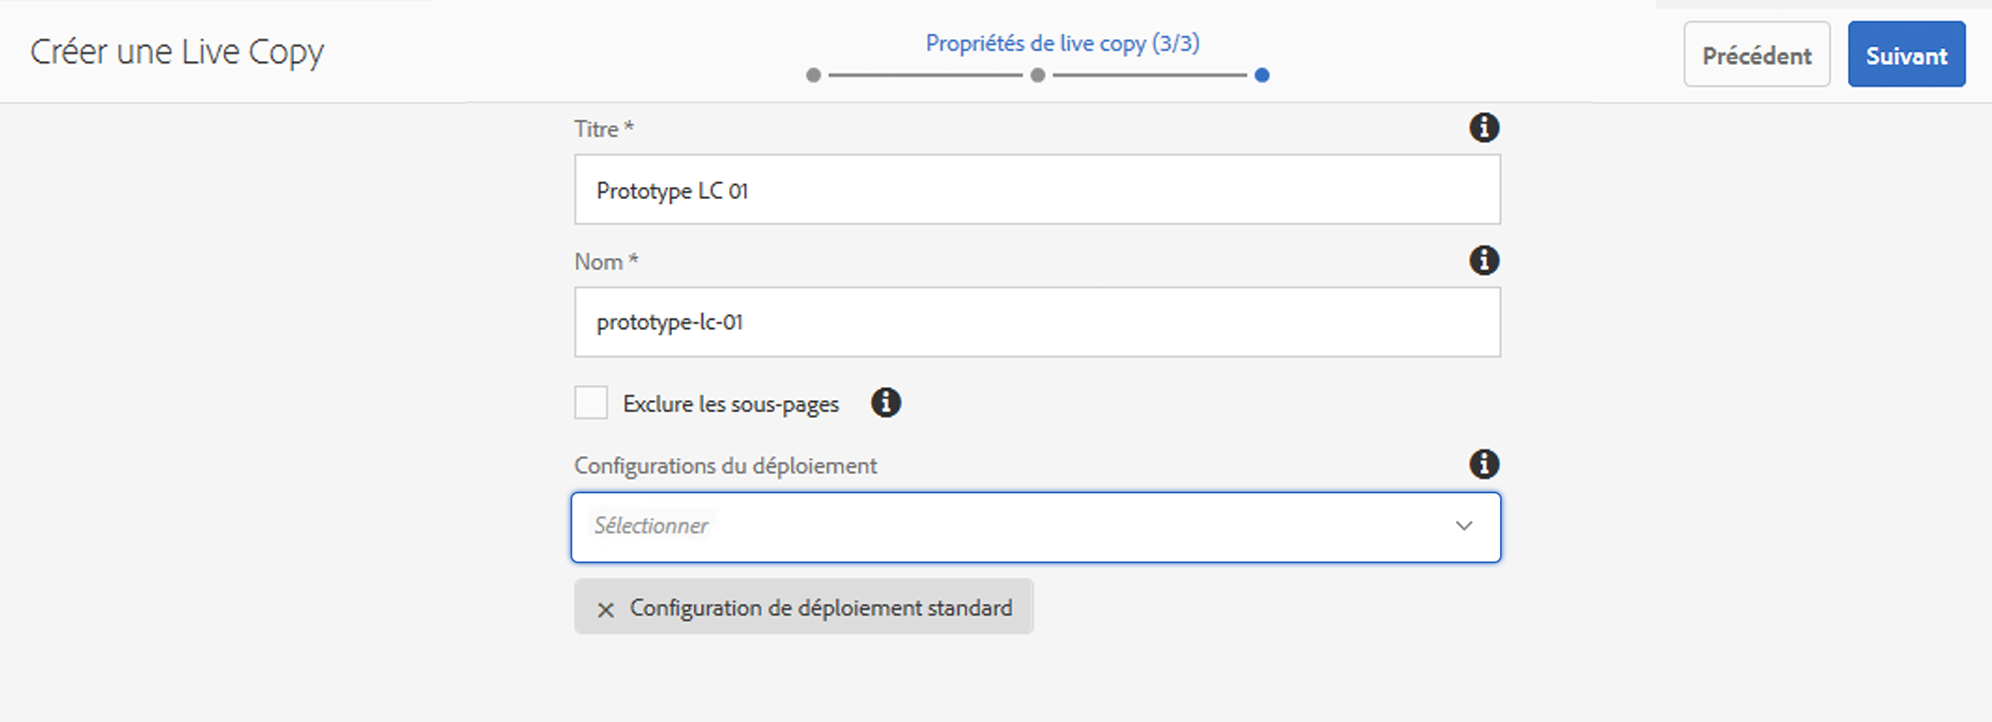 Créer une Live Copy
Propriétés de live copy (3/3)
Précédent
Suivant
Titre *
Prototype LC 01
Nom *
prototype-lc-01
Exclure les sous-pages
Configurations du déploiement
Sélectionner
× Configuration de déploiement standard